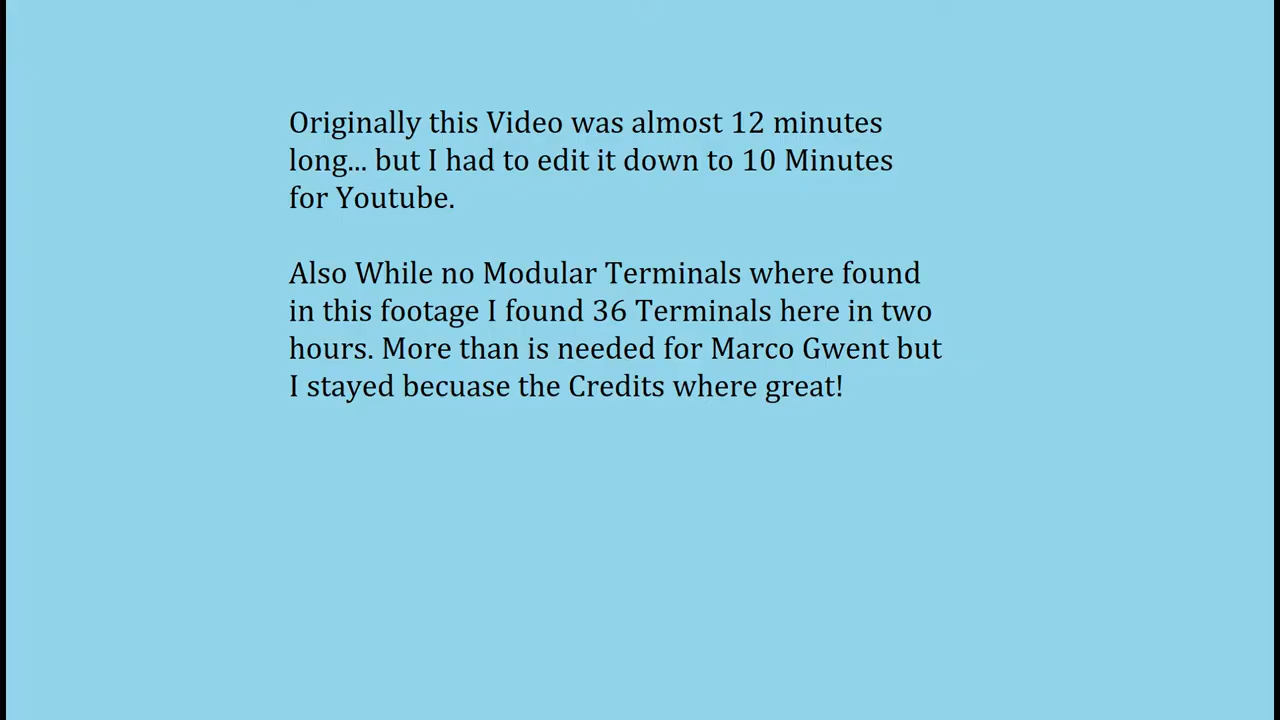 Originally this Video was almost 12 minutes
long... but I had to edit it down to 10 Minutes
for Youtube.
Also While no Modular Terminals where found
in this footage I found 36 Terminals here in two
hours. More than is needed for Marco Gwent but
I stayed becuase the Credits where great!